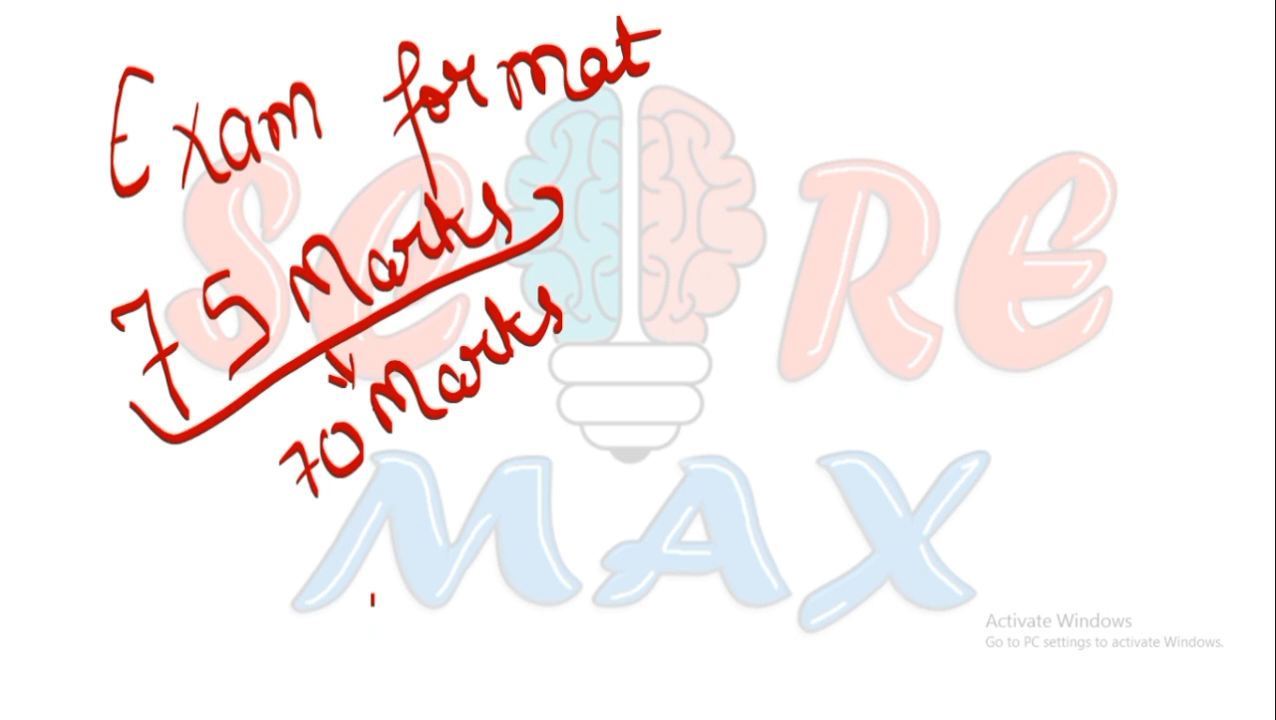 Exam format
75 Marks
70 Marks
SCORE
MAX
Activate Windows
Go to PC settings to activate Windows.